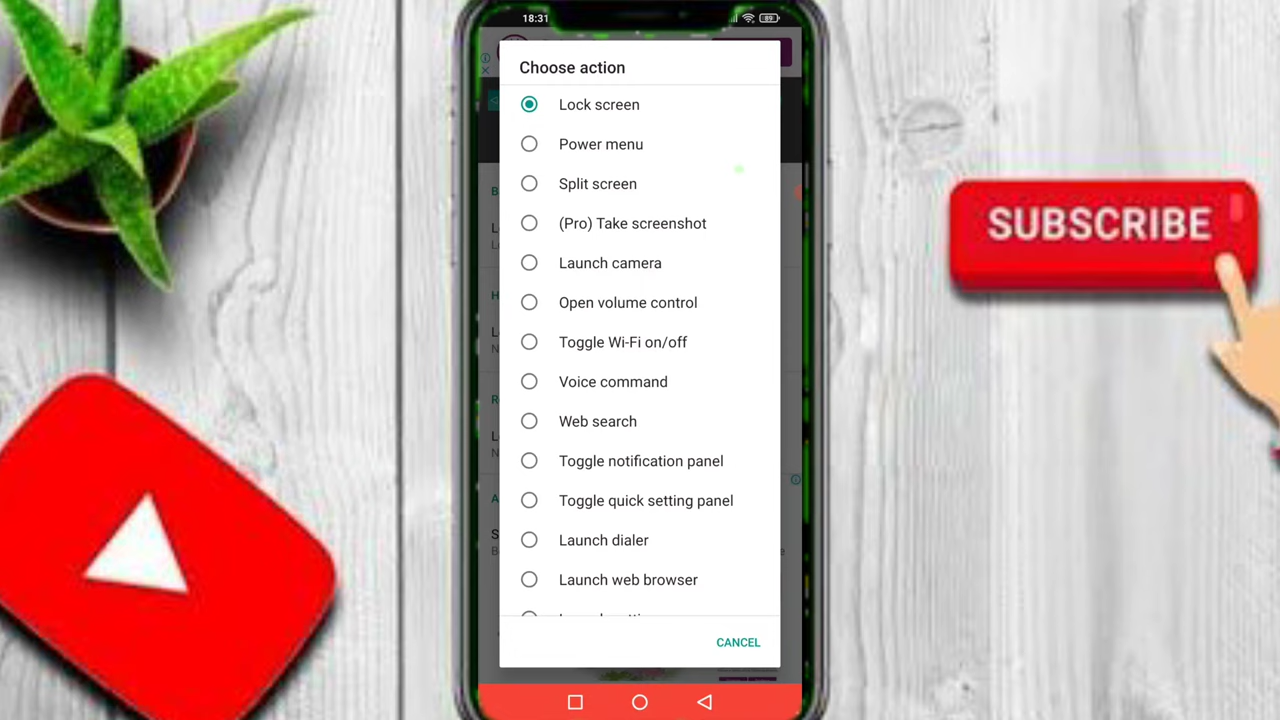 18:31
89
Choose action
Lock screen
Power menu
Split screen
(Pro) Take screenshot
Launch camera
Open volume control
Toggle Wi-Fi on/off
Voice command
Web search
Toggle notification panel
Toggle quick setting panel
Launch dialer
Launch web browser
CANCEL
SUBSCRIBE